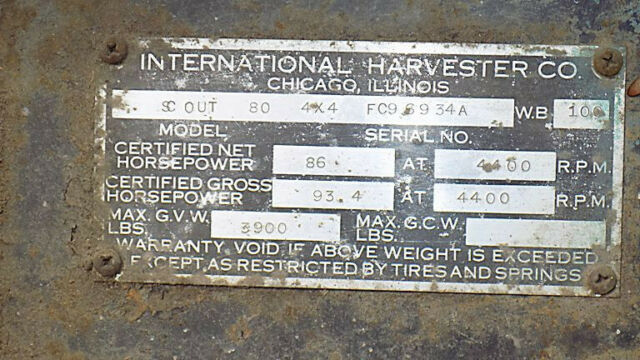 INTERNATIONAL HARVESTER CO.
CHICAGO, ILLINOIS
SCOUT 80 4X4 FC98934A W.B. 100
MODEL SERIAL NO.
CERTIFIED NET HORSEPOWER 86 AT 4400 R.P.M.
CERTIFIED GROSS HORSEPOWER 93.4 AT 4400 R.P.M.
MAX. G.V.W. LBS. 3900 MAX. G.C.W. LBS.
WARRANTY VOID IF ABOVE WEIGHT IS EXCEEDED
EXCEPT AS RESTRICTED BY TIRES AND SPRINGS